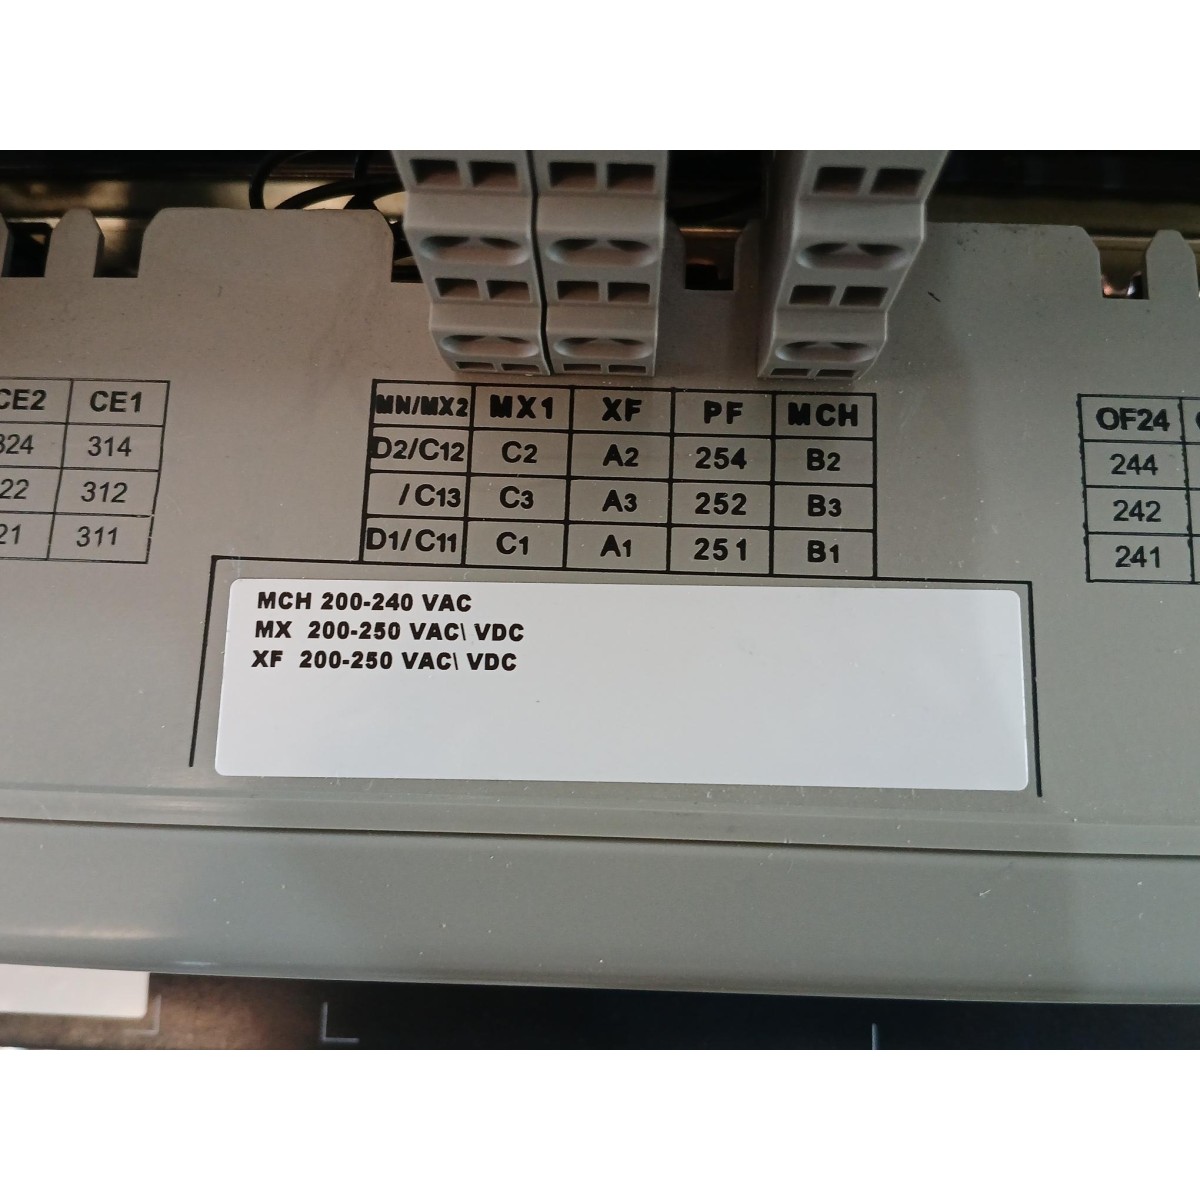 CE2 CE1
324 314
322 312
321 311
MN/MX2 MX1 XF PF MCH
D2/C12 C2 A2 254 B2
/C13 C3 A3 252 B3
D1/C11 C1 A1 251 B1
OF24
244
242
241
MCH 200-240 VAC
MX 200-250 VAC\ VDC
XF 200-250 VAC\ VDC